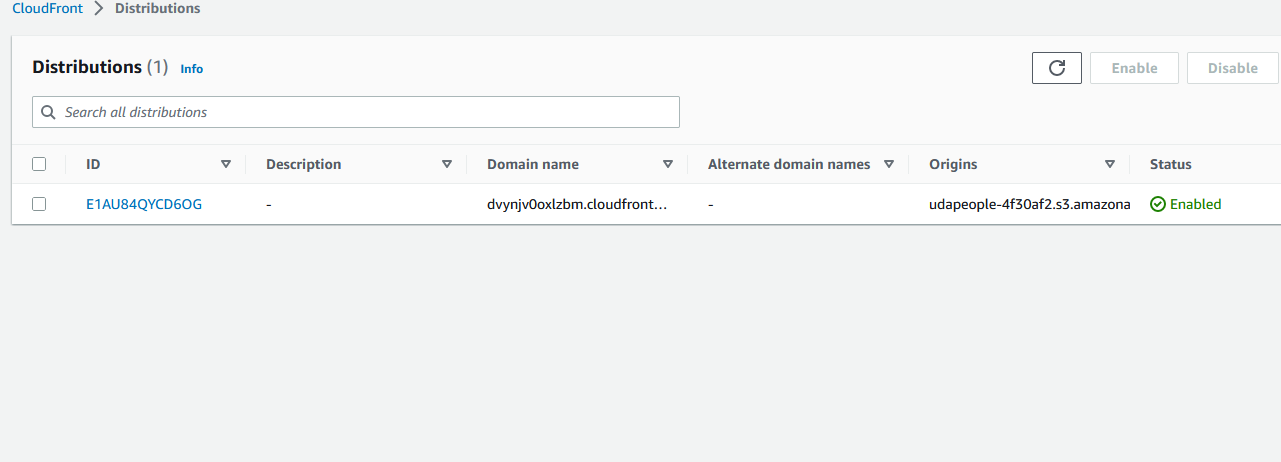 CloudFront > Distributions
Distributions (1) Info
Enable Disable
Search all distributions
ID Description Domain name Alternate domain names Origins Status
E1AU84QYCD6OG - dvynjv0oxlzbm.cloudfront... - udapeople-4f30af2.s3.amazona Enabled